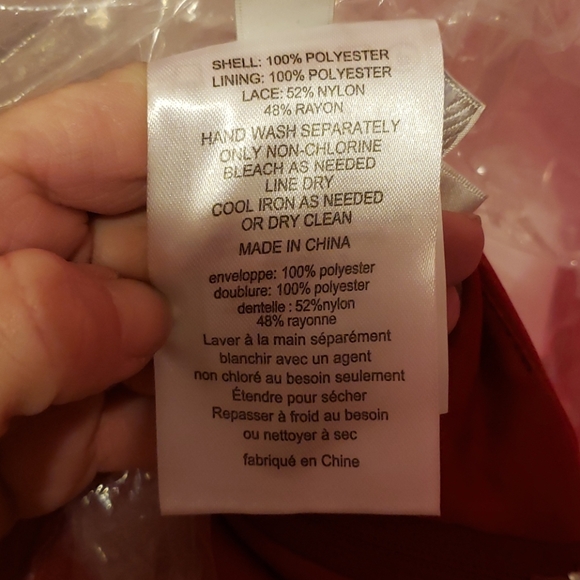 SHELL: 100% POLYESTER
LINING: 100% POLYESTER
LACE: 52% NYLON
48% RAYON
HAND WASH SEPARATELY
ONLY NON-CHLORINE
BLEACH AS NEEDED
LINE DRY
COOL IRON AS NEEDED
OR DRY CLEAN
MADE IN CHINA
enveloppe: 100% polyester
doublure: 100% polyester
dentelle : 52%nylon
48% rayonne
Laver à la main séparément
blanchir avec un agent
non chloré au besoin seulement
Étendre pour sécher
Repasser à froid au besoin
ou nettoyer à sec
fabriqué en Chine